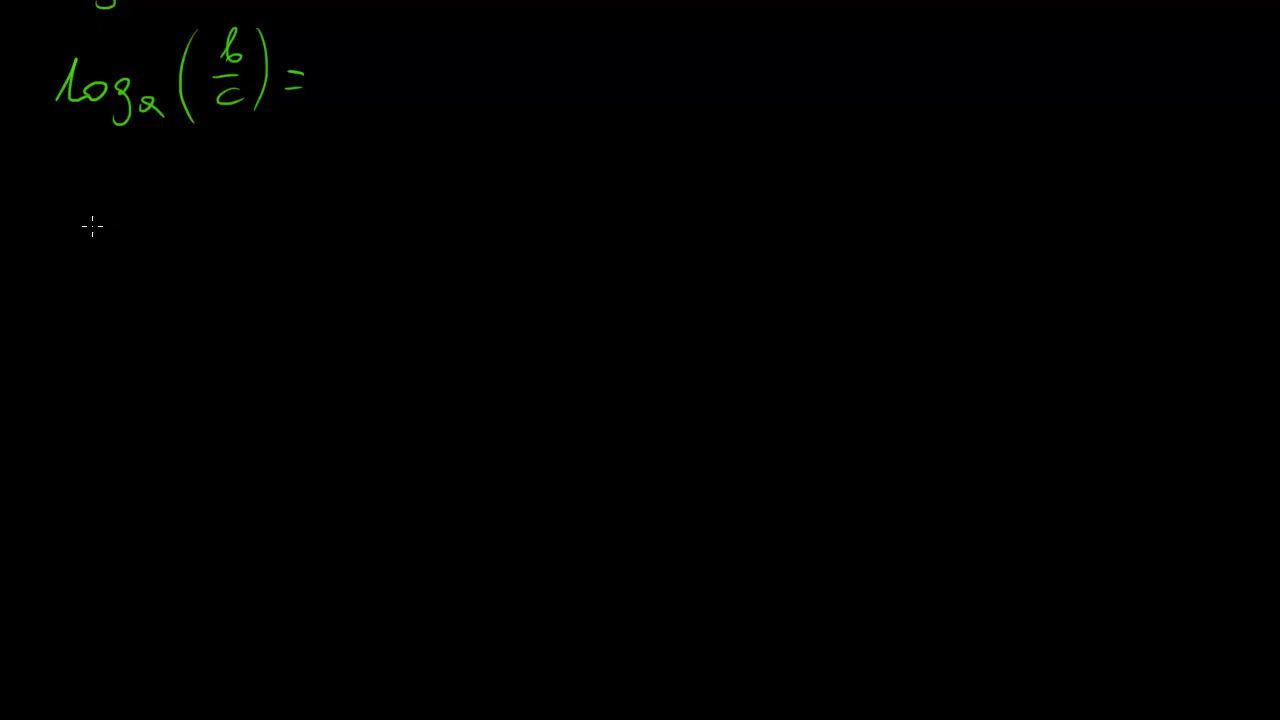 log_a (b/c) =